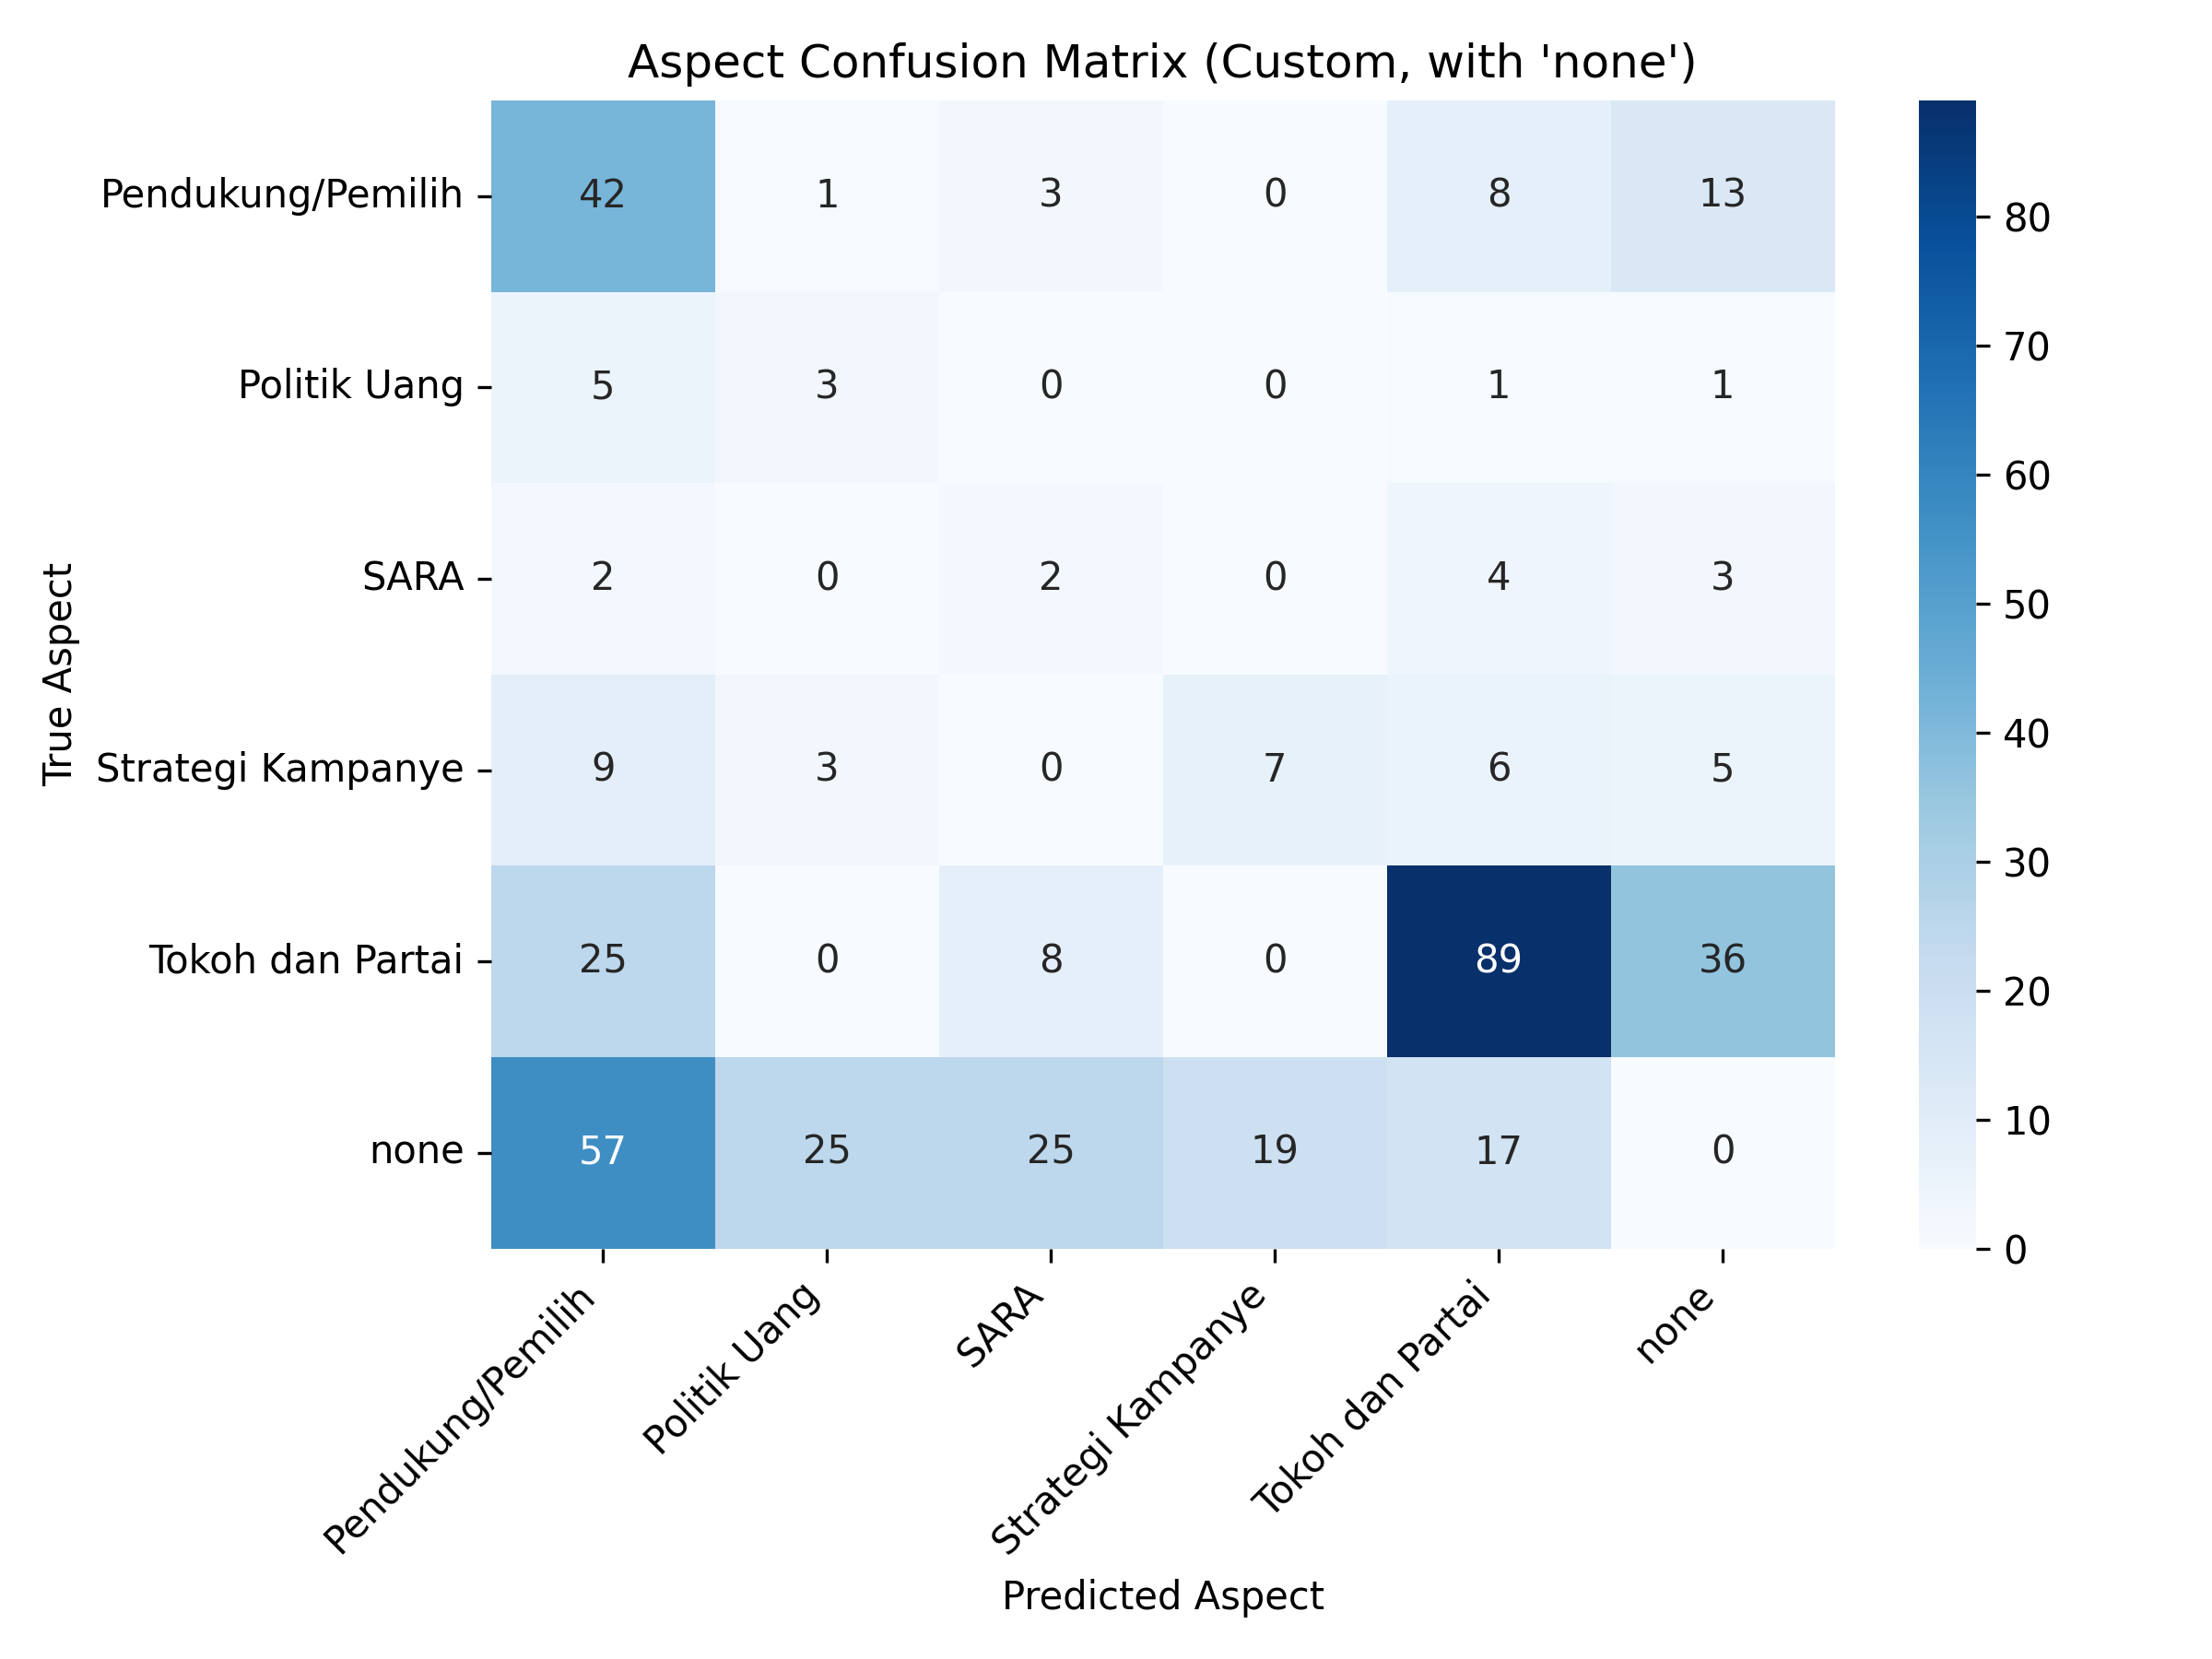 Aspect Confusion Matrix (Custom, with 'none')
True Aspect
Pendukung/Pemilih 42 1 3 0 8 13
Politik Uang 5 3 0 0 1 1
SARA 2 0 2 0 4 3
Strategi Kampanye 9 3 0 7 6 5
Tokoh dan Partai 25 0 8 0 89 36
none 57 25 25 19 17 0
Pendukung/Pemilih
Politik Uang
SARA
Strategi Kampanye
Tokoh dan Partai
none
Predicted Aspect
80
70
60
50
40
30
20
10
0